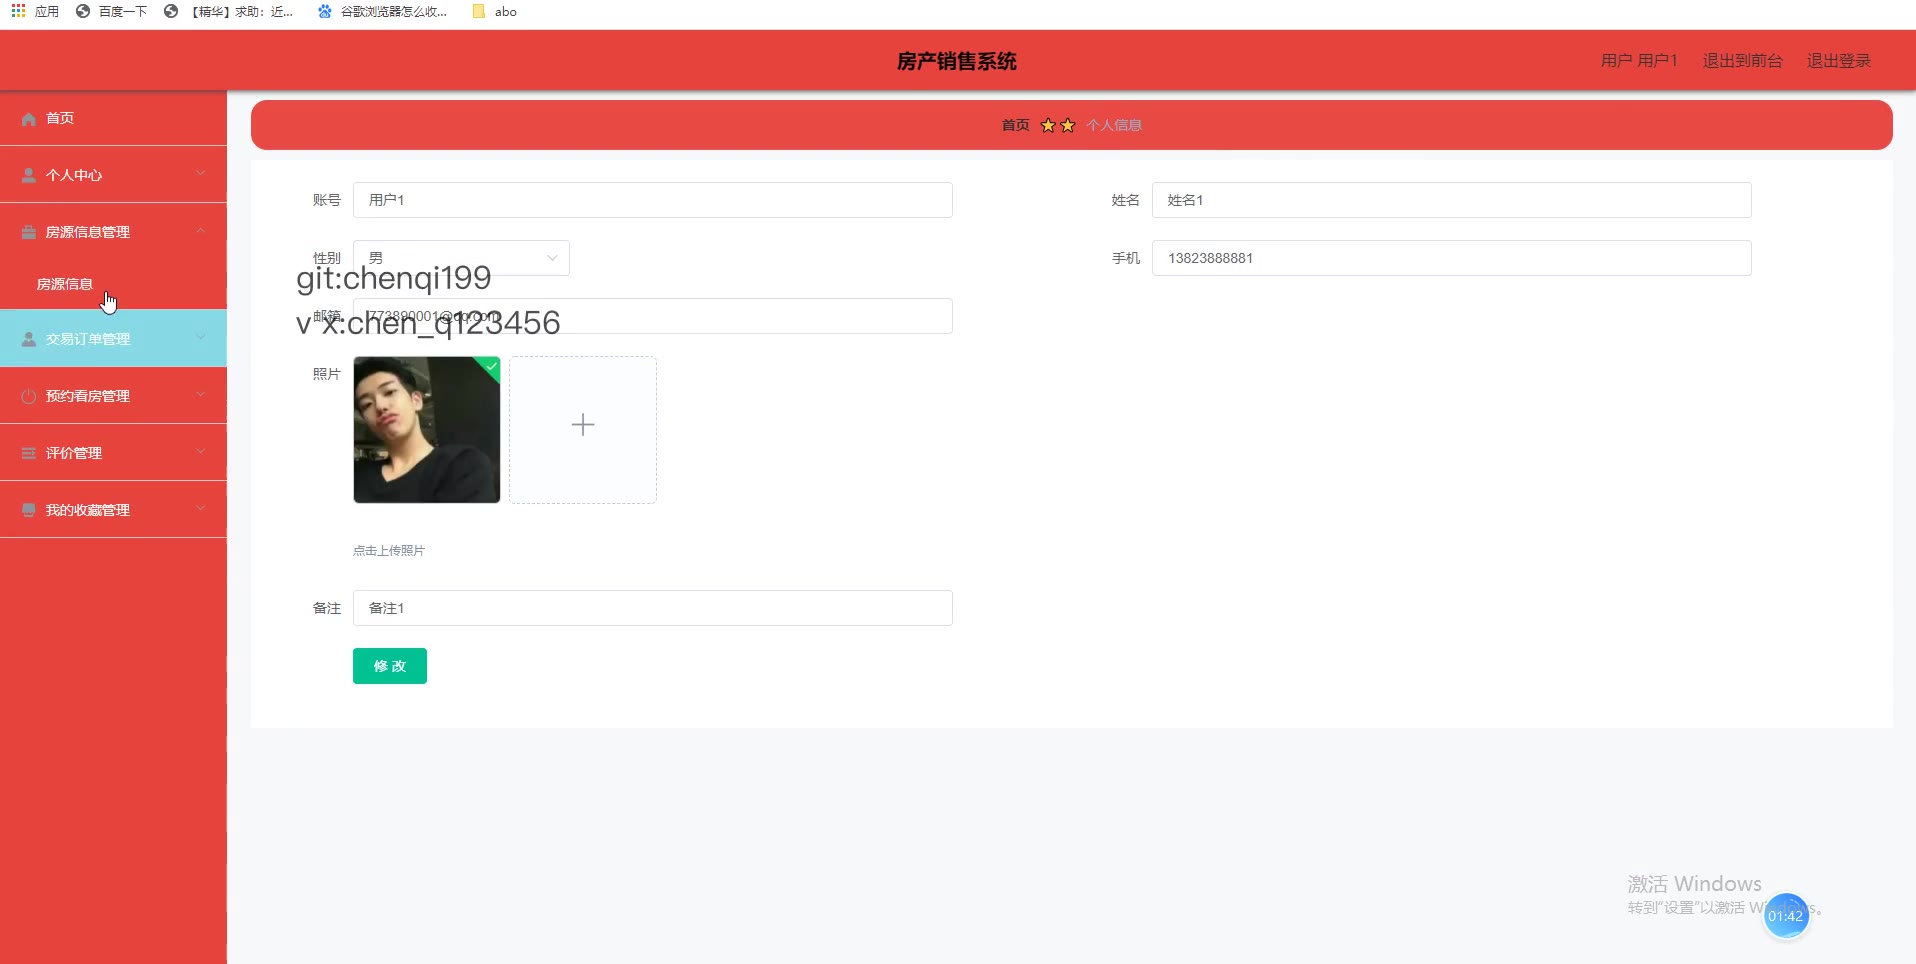 应用 百度一下 【精华】求助：近... 谷歌浏览器怎么收... abo
房产销售系统
用户 用户1 退出到前台 退出登录
首页
个人中心
房源信息管理
房源信息
交易订单管理
预约看房管理
评价管理
我的收藏管理
首页 个人信息
账号 用户1
姓名 姓名1
性别 男
手机 13823888881
git:chenqi199
邮箱 773890001@qq.com
v x:chen_q123456
照片
点击上传照片
备注 备注1
修改
激活 Windows
转到"设置"以激活 Windows。
01:42